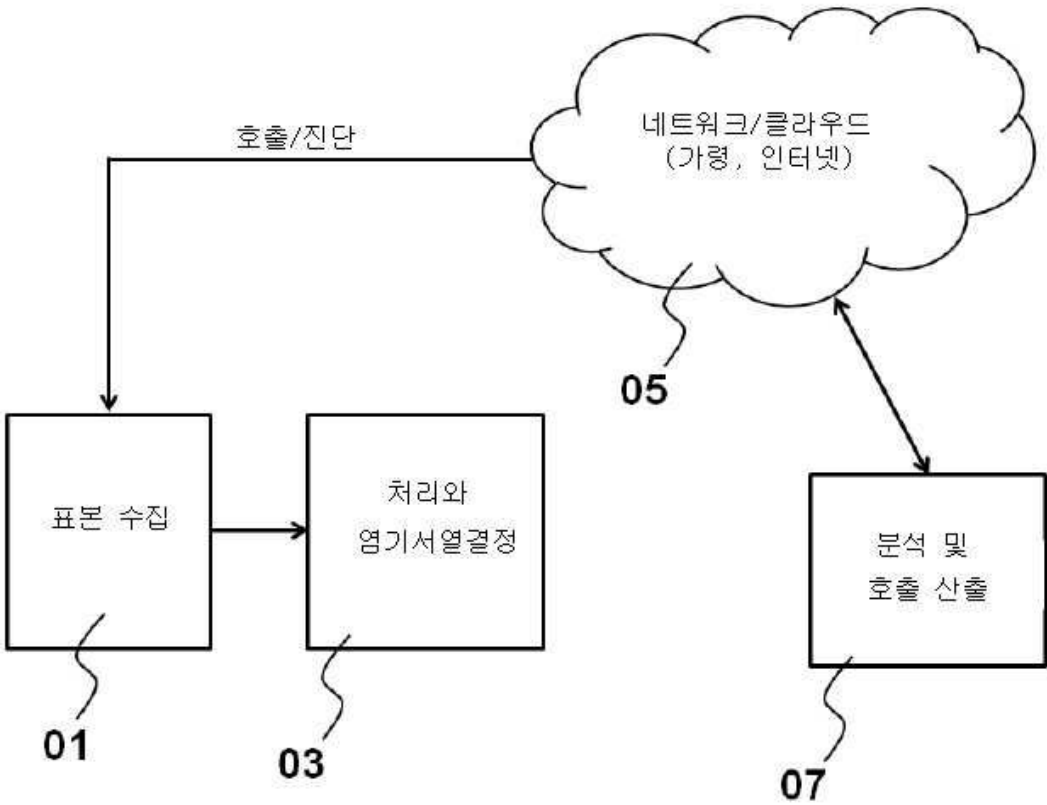 네트워크/클라우드
(가령, 인터넷)
호출/진단
05
표본 수집
처리와
염기서열결정
분석 및
호출 산출
01
03
07